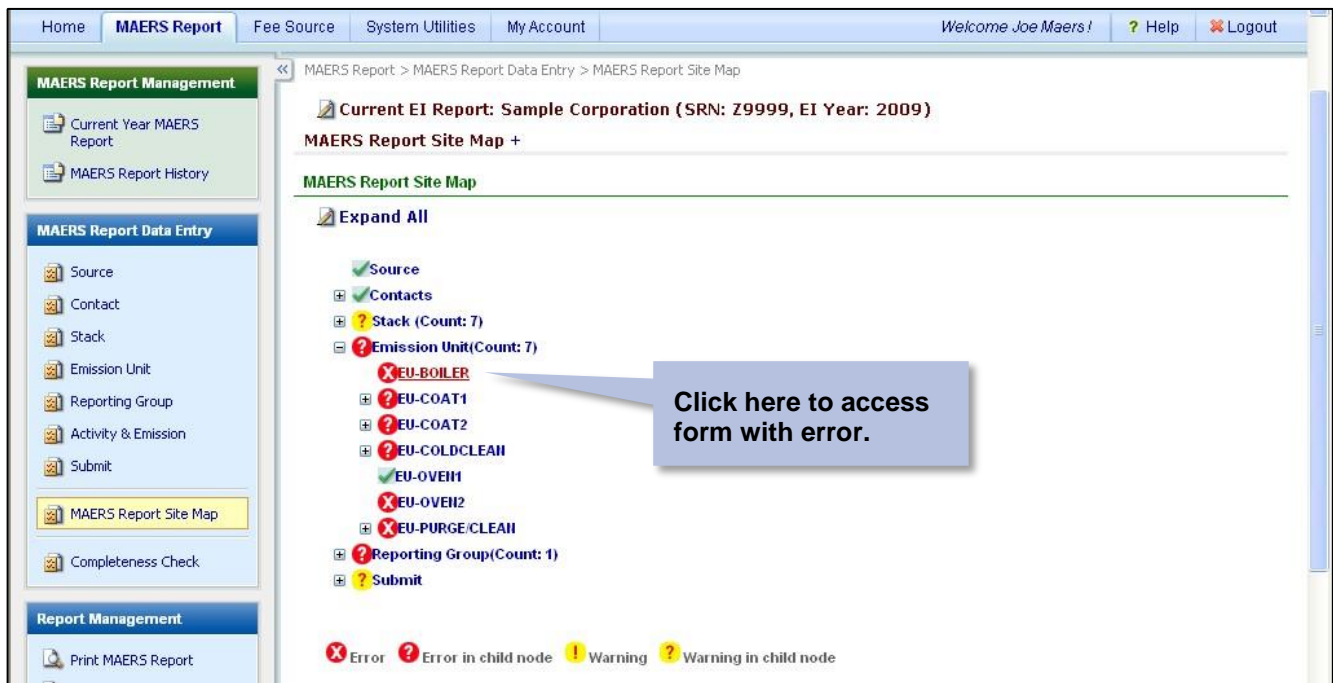 Home MAERS Report Fee Source System Utilities My Account Welcome Joe Maers! ? Help Logout
MAERS Report Management
Current Year MAERS
Report
MAERS Report History
MAERS Report Data Entry
Source
Contact
Stack
Emission Unit
Reporting Group
Activity & Emission
Submit
MAERS Report Site Map
Completeness Check
Report Management
Print MAERS Report
«
MAERS Report > MAERS Report Data Entry > MAERS Report Site Map
Current EI Report: Sample Corporation (SRN: Z9999, EI Year: 2009)
MAERS Report Site Map +
MAERS Report Site Map
Expand All
Source
Contacts
? Stack (Count: 7)
? Emission Unit(Count: 7)
EU-BOILER
? EU-COAT1
? EU-COAT2
? EU-COLDCLEAN
EU-OVEN1
EU-OVEN2
EU-PURGE/CLEAN
? Reporting Group(Count: 1)
? Submit
Click here to access
form with error.
Error ? Error in child node ! Warning ? Warning in child node